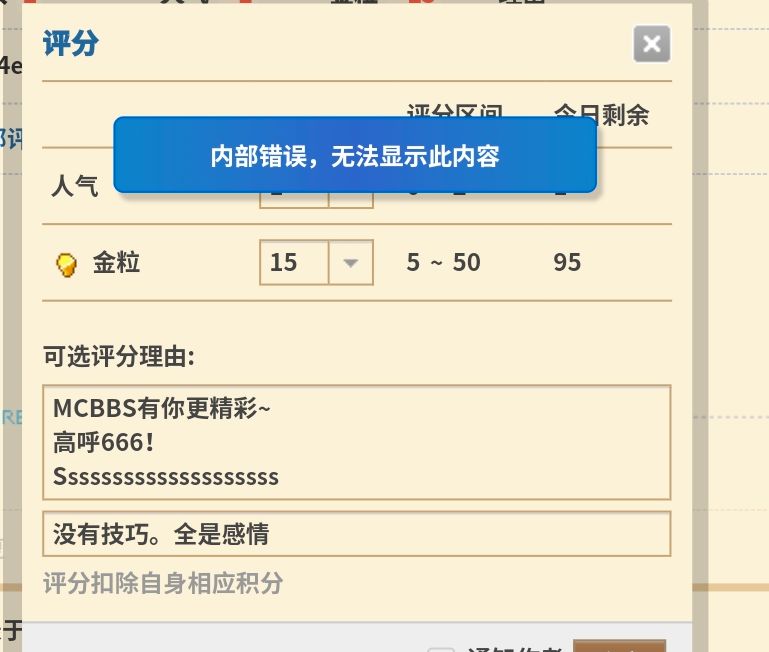 评分
4e
评分区间 今日剩余
内部错误，无法显示此内容
人气
金粒 15 5 ~ 50 95
可选评分理由:
MCBBS有你更精彩~
高呼666！
Sssssssssssssssssssss
没有技巧。全是感情
评分扣除自身相应积分
于
通知作者